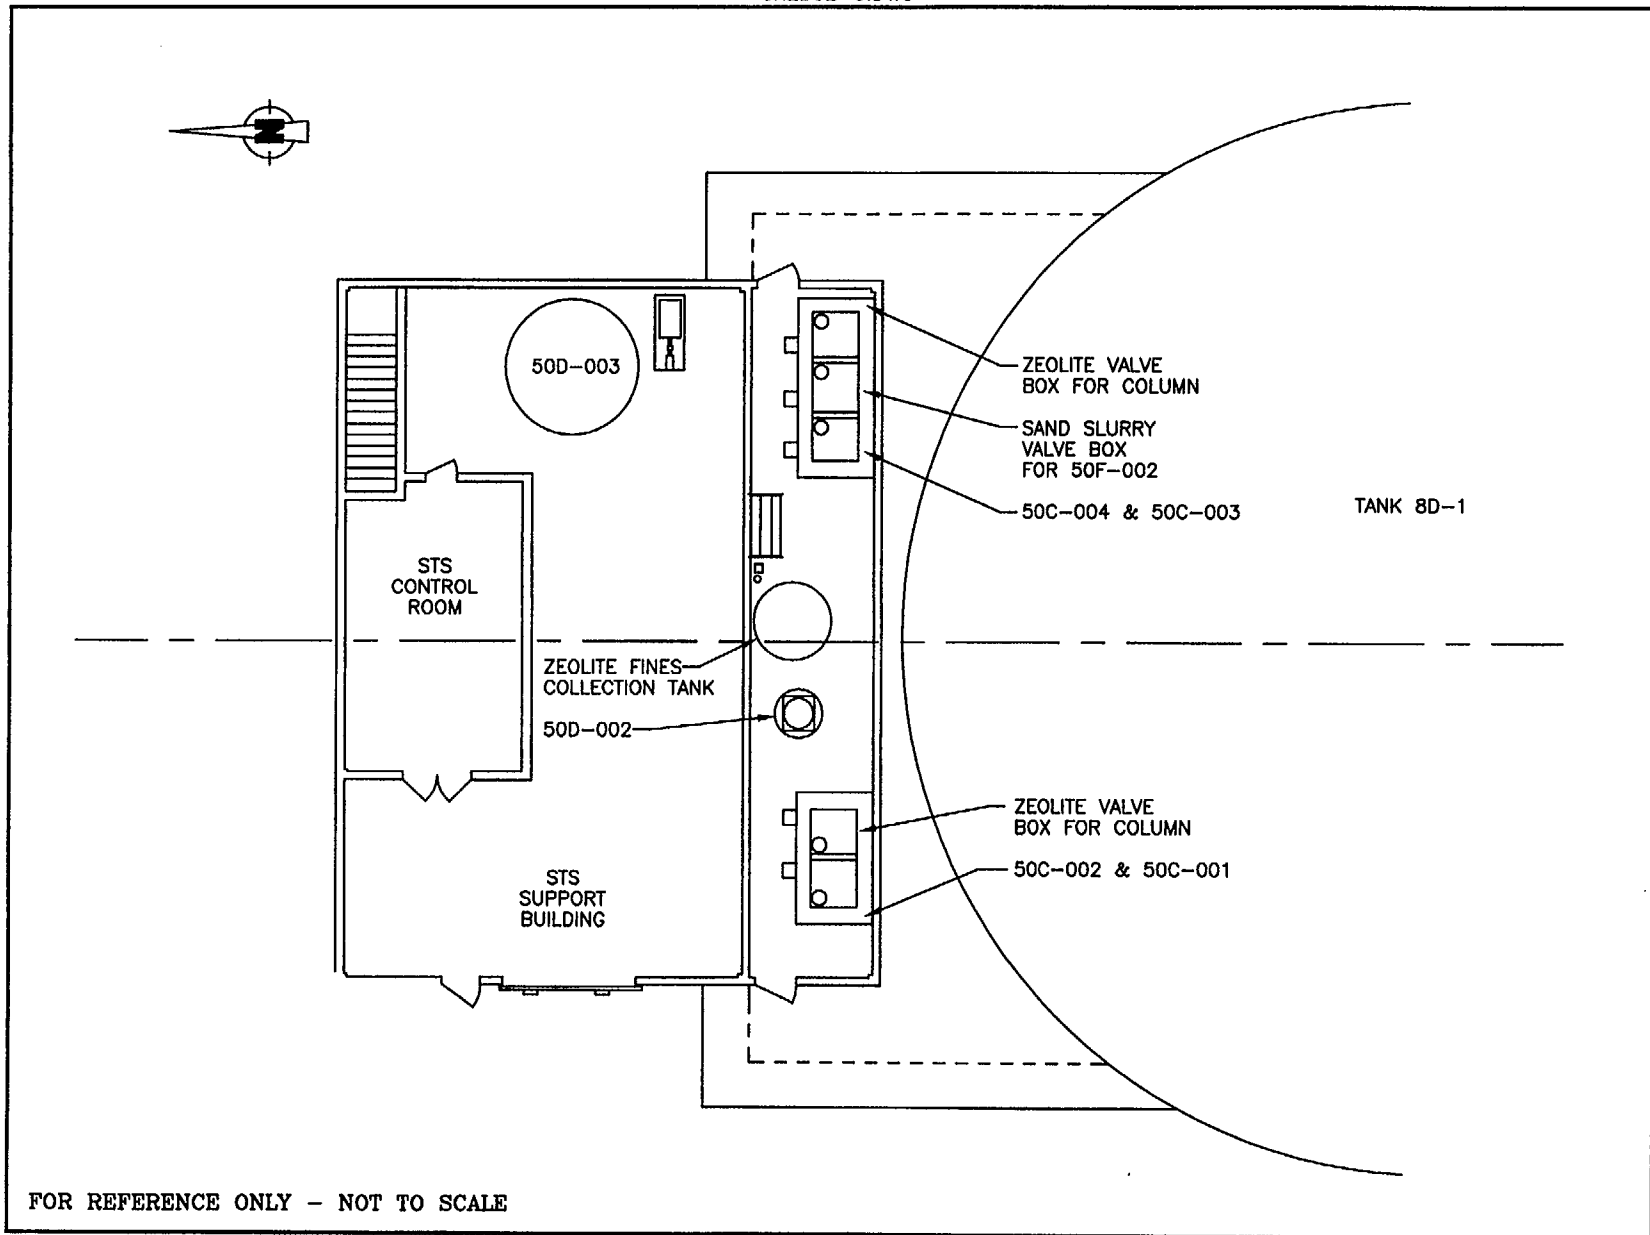 N
ZEOLITE VALVE
BOX FOR COLUMN
50D-003
SAND SLURRY
VALVE BOX
FOR 50F-002
50C-004 & 50C-003
TANK 8D-1
STS
CONTROL
ROOM
ZEOLITE FINES
COLLECTION TANK
50D-002
ZEOLITE VALVE
BOX FOR COLUMN
50C-002 & 50C-001
STS
SUPPORT
BUILDING
FOR REFERENCE ONLY - NOT TO SCALE